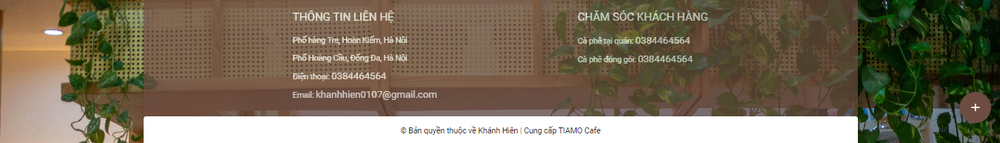 THÔNG TIN LIÊN HỆ
Phố hàng Tre, Hoàn Kiếm, Hà Nội
Phố Hoàng Cầu, Đống Đa, Hà Nội
Điện thoại: 0384464564
Email: khanhhien0107@gmail.com
CHĂM SÓC KHÁCH HÀNG
Cà phê tại quán: 0384464564
Cà phê đóng gói: 0384464564
+
© Bản quyền thuộc về Khánh Hiên | Cung cấp TIAMO Cafe